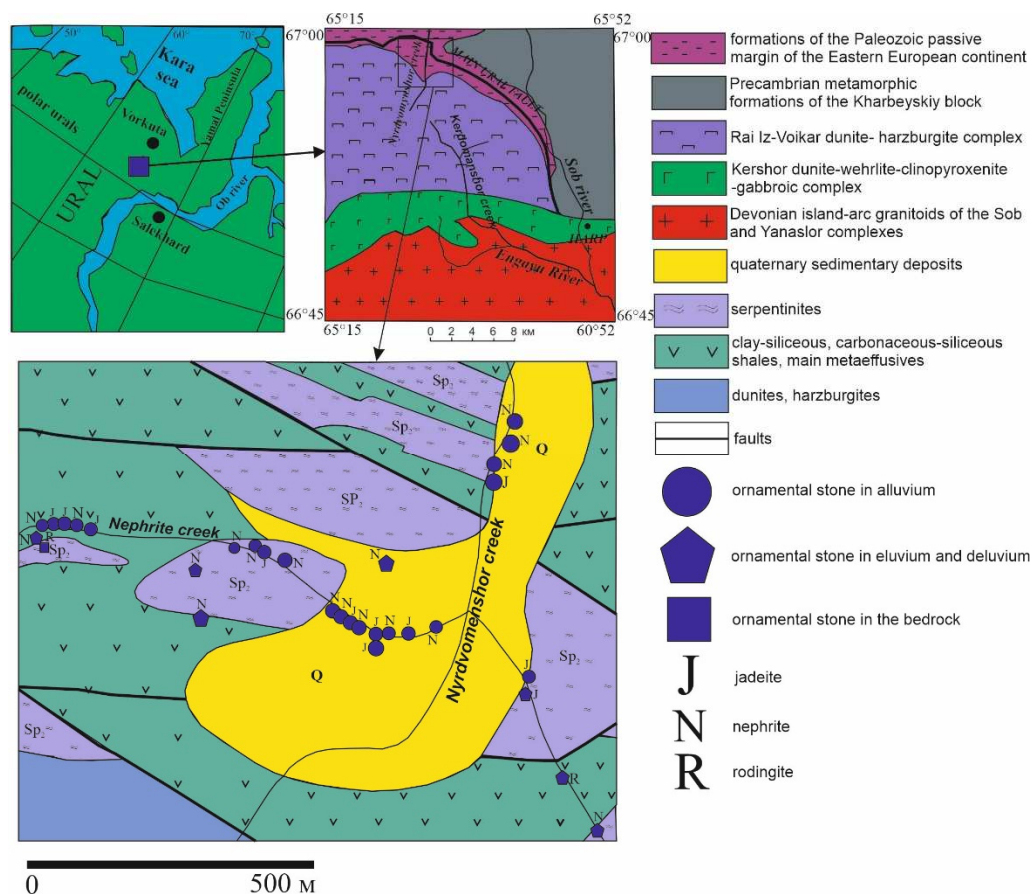 50°
60°
70°
Kara
sea
Yamai Peninsula
polar urals
Vorkuta
URAL
Ob river
Salekhard
65°15
65°52
67°00
67°00
Nyrdvomenshor creek
Kerdomanshor creek
Sob river
HARP
Engayu River
66°45
66°45
65°15
60°52
0 2 4 6 8 км
formations of the Paleozoic passive
margin of the Eastern European continent
Precambrian metamorphic
formations of the Kharbeyskiy block
Rai Iz-Voikar dunite- harzburgite complex
Kershor dunite-wehrlite-clinopyroxenite
-gabbroic complex
Devonian island-arc granitoids of the Sob
and Yanaslor complexes
quaternary sedimentary deposits
serpentinites
clay-siliceous, carbonaceous-siliceous
shales, main metaeffusives
dunites, harzburgites
faults
ornamental stone in alluvium
ornamental stone in eluvium and deluvium
ornamental stone in the bedrock
J
jadeite
N
nephrite
R
rodingite
Sp₂
Sp₂
N
N
Q
N
J
SP₂
N J J N J
Nephrite creek
N R
Sp₂
N N J N
N
N
Sp₂
N
N N J N
J N J N
J
Nyrdvomenshor creek
Q
Sp₂
J
J
Sp₂
R
N
0 500 м